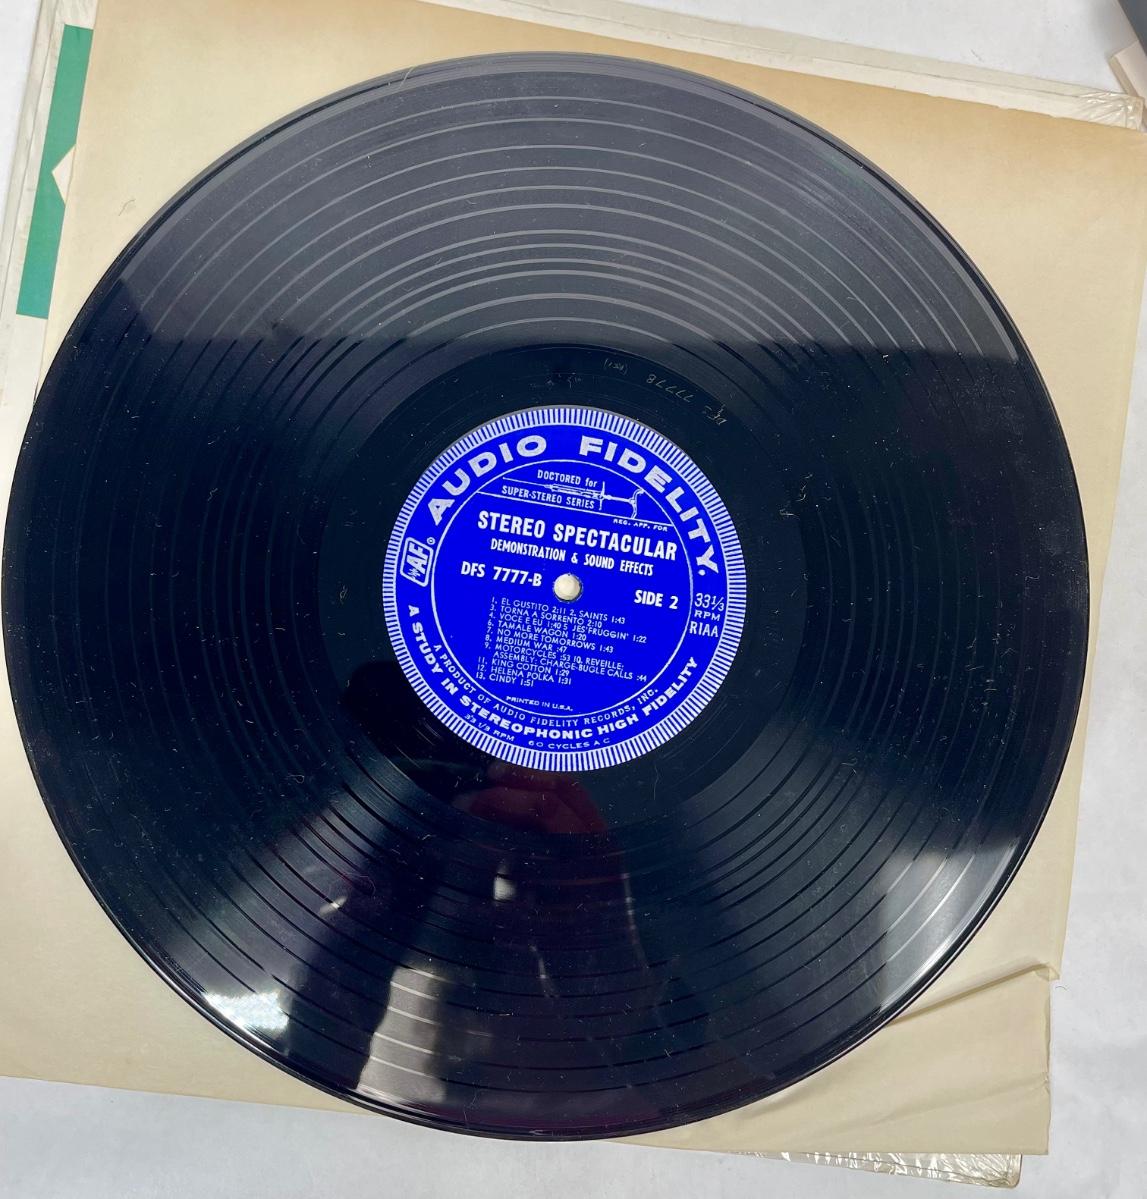 AUDIO FIDELITY.
DOCTORED for
SUPER-STEREO SERIES
REG. APP. FOR
AF ®
STEREO SPECTACULAR
DEMONSTRATION & SOUND EFFECTS
DFS 7777-B
SIDE 2
33⅓
RPM
RIAA
1. EL GUSTITO 2:11 2. SAINTS 1:43
3. TORNA A SORRENTO 2:10
4. VOCE E EU 1:40 5 JES'FRUGGIN' 1:22
6. TAMALE WAGON 1:20
7. NO MORE TOMORROWS 1:43
8. MEDIUM WAR :47
9. MOTORCYCLES :53 10. REVEILLE;
ASSEMBLY; CHARGE-BUGLE CALLS :44
11. KING COTTON 1:29
12. HELENA POLKA 1:31
13. CINDY 1:51
PRINTED IN U.S.A.
A PRODUCT OF AUDIO FIDELITY RECORDS, INC.
A STUDY IN STEREOPHONIC HIGH FIDELITY
33 1/3 RPM 60 CYCLES A C